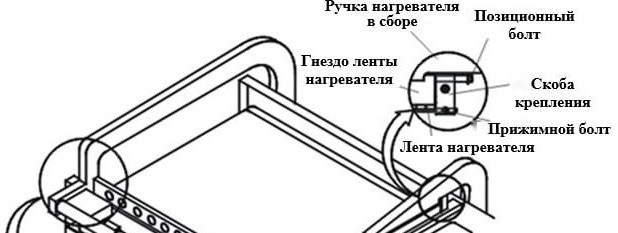 Ручка нагревателя
в сборе
Позиционный
болт
Гнездо ленты
нагревателя
Скоба
крепления
Прижимной болт
Лента нагревателя